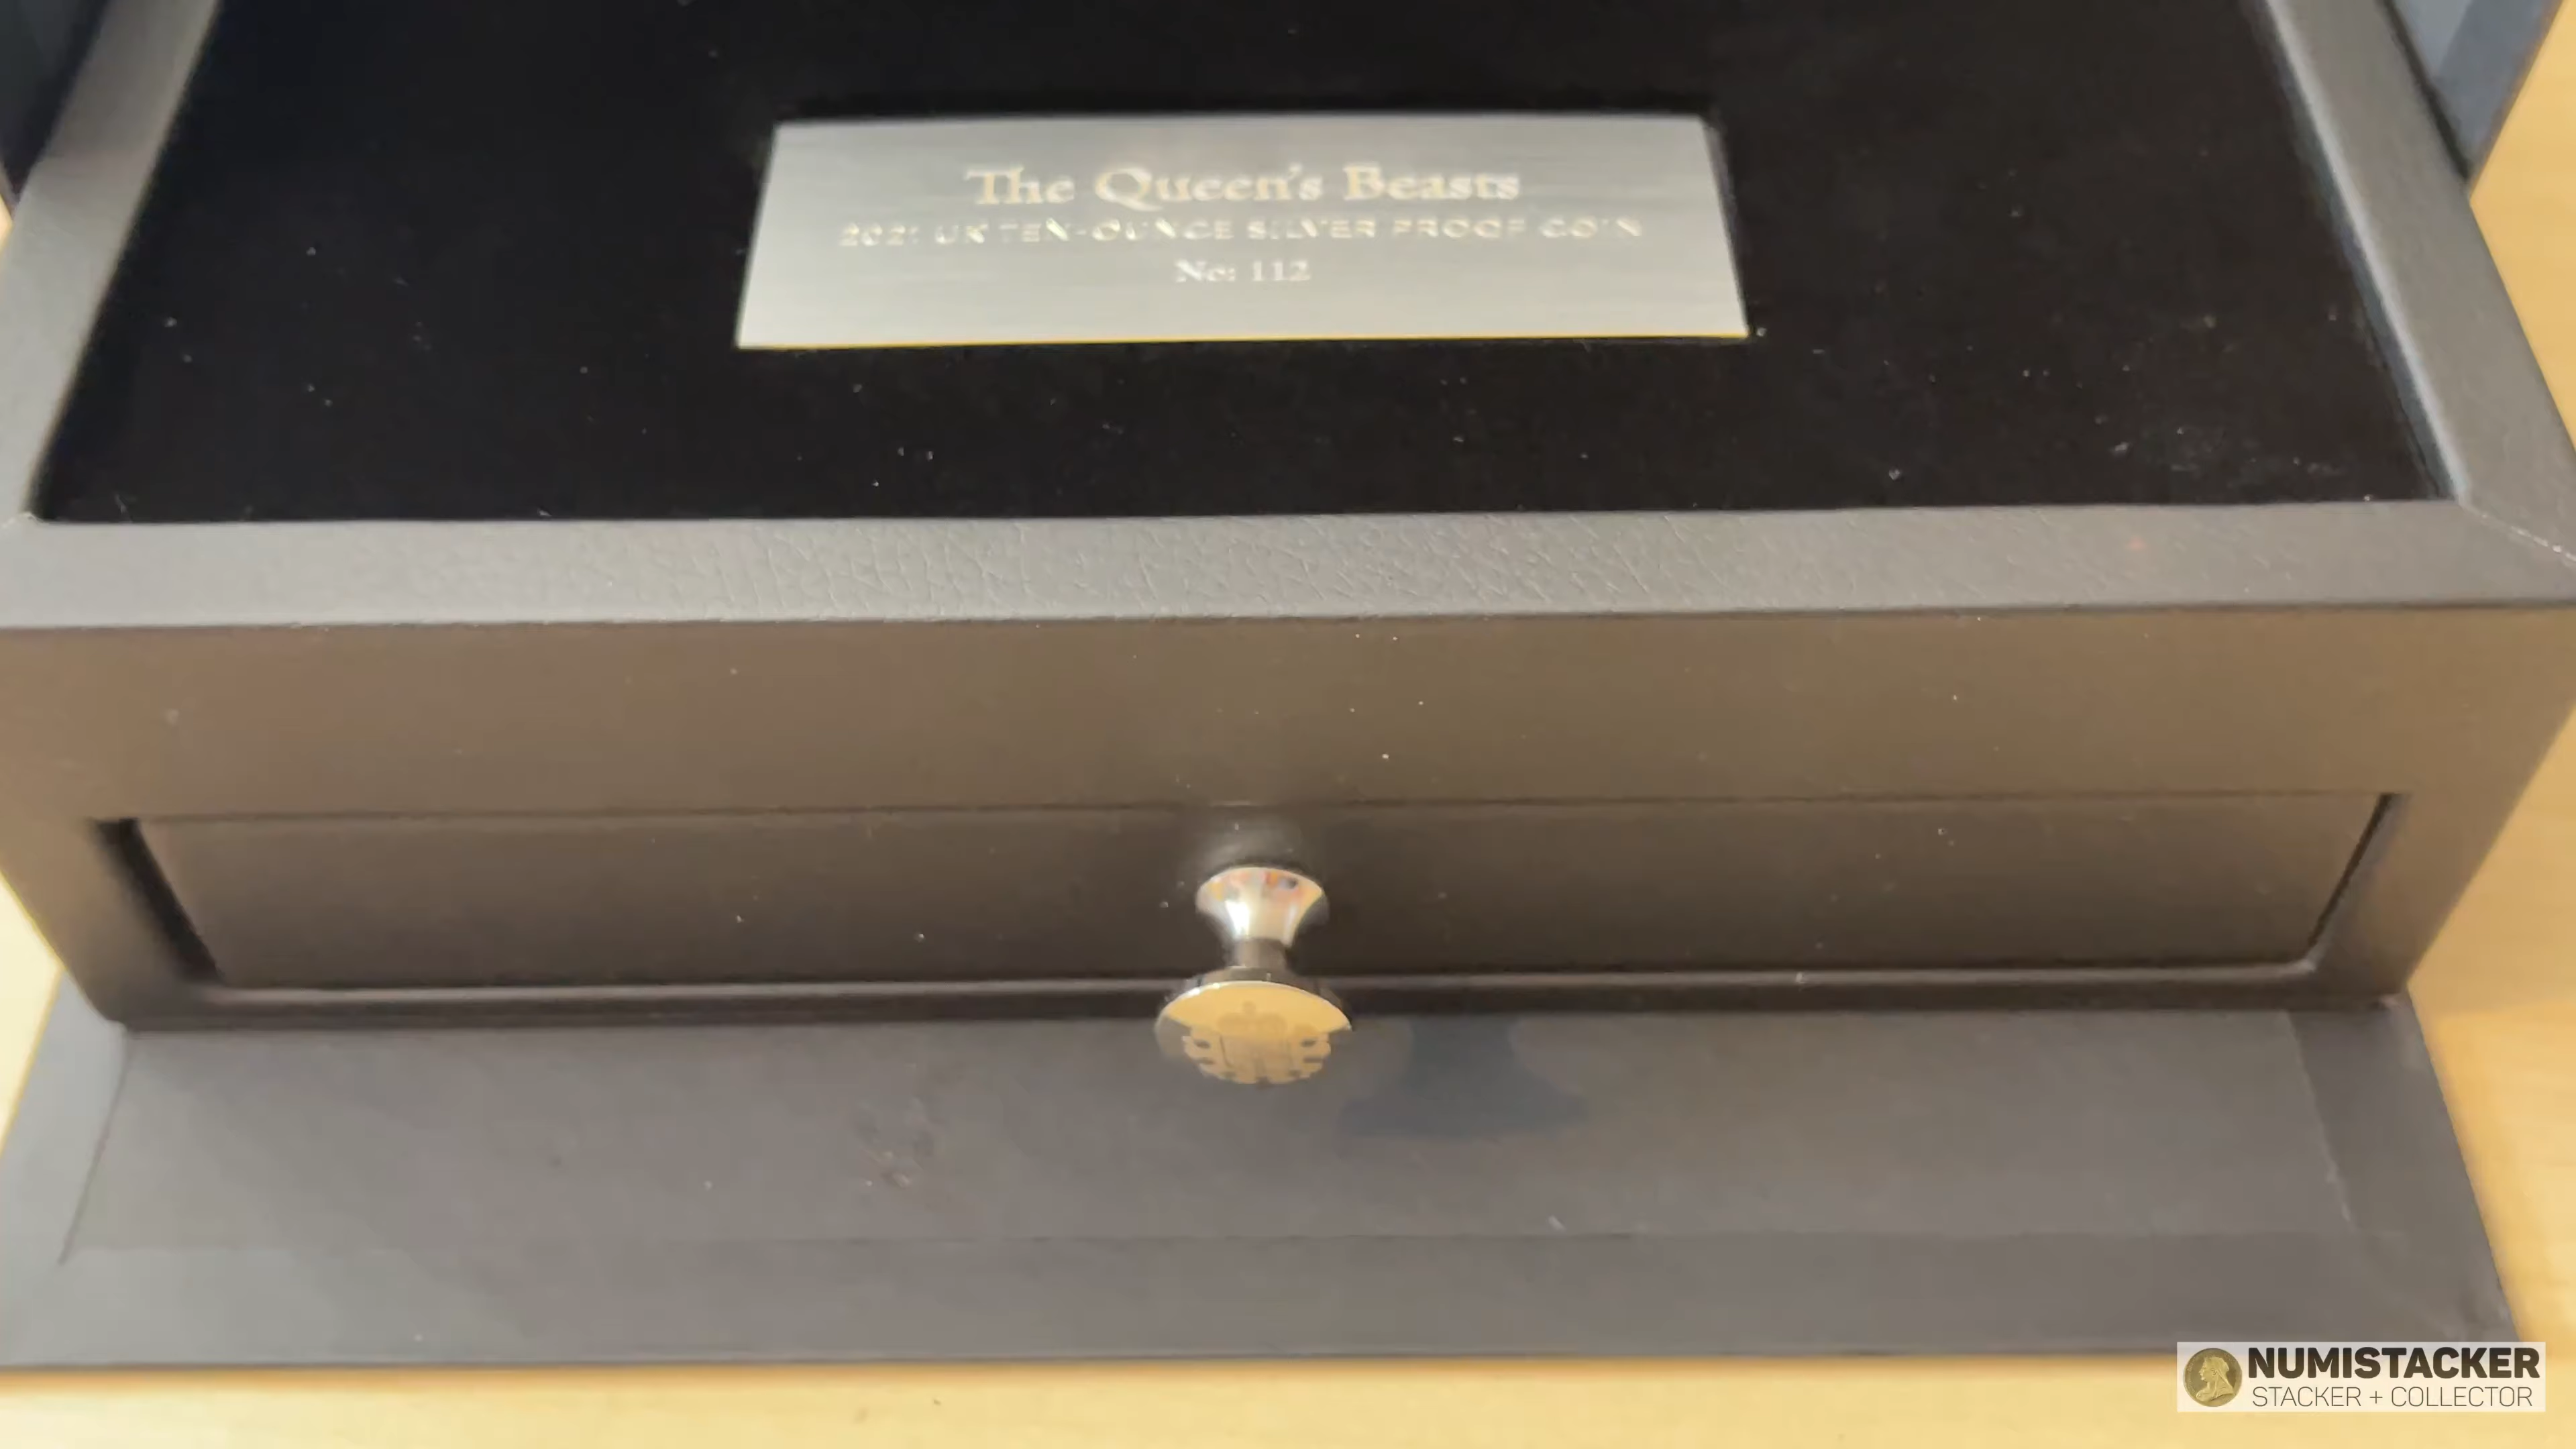 The Queen's Beasts
2021 UK TEN-OUNCE SILVER PROOF COIN
No: 112
NUMISTACKER
STACKER + COLLECTOR